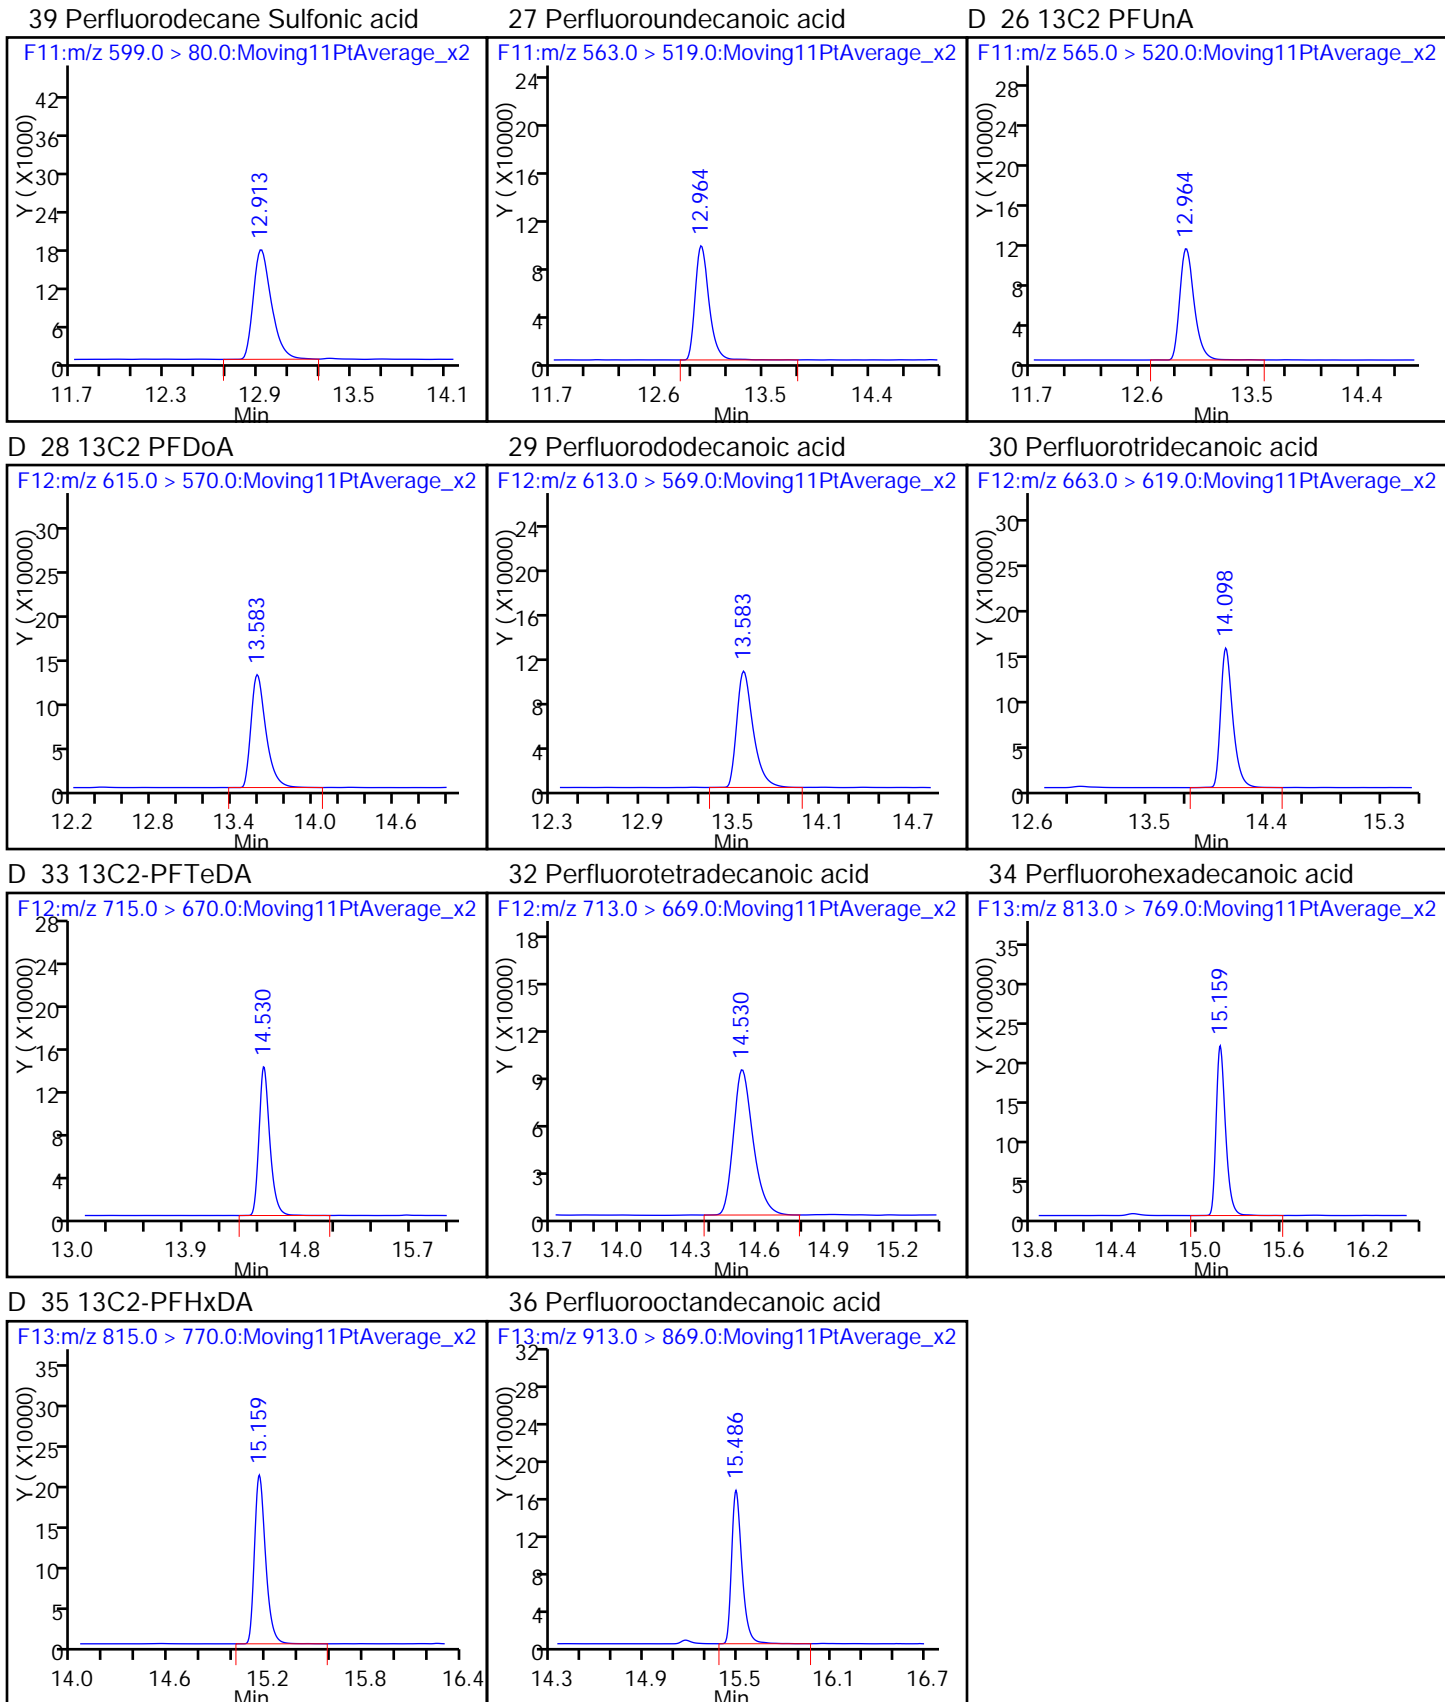 39 Perfluorodecane Sulfonic acid
F11:m/z 599.0 > 80.0:Moving11PtAverage_x2
Y ( X10000)
42
36
30
24
18
12
6
0
12.913
11.7 12.3 12.9 13.5 14.1
Min
27 Perfluoroundecanoic acid
F11:m/z 563.0 > 519.0:Moving11PtAverage_x2
Y ( X10000)
24
20
16
12
8
4
0
12.964
11.7 12.6 13.5 14.4
Min
D 26 13C2 PFUnA
F11:m/z 565.0 > 520.0:Moving11PtAverage_x2
Y ( X10000)
28
24
20
16
12
8
4
0
12.964
11.7 12.6 13.5 14.4
Min
D 28 13C2 PFDoA
F12:m/z 615.0 > 570.0:Moving11PtAverage_x2
Y ( X10000)
30
25
20
15
10
5
0
13.583
12.2 12.8 13.4 14.0 14.6
Min
29 Perfluorododecanoic acid
F12:m/z 613.0 > 569.0:Moving11PtAverage_x2
Y ( X10000)
24
20
16
12
8
4
0
13.583
12.3 12.9 13.5 14.1 14.7
Min
30 Perfluorotridecanoic acid
F12:m/z 663.0 > 619.0:Moving11PtAverage_x2
Y ( X10000)
30
25
20
15
10
5
0
14.098
12.6 13.5 14.4 15.3
Min
D 33 13C2-PFTeDA
F12:m/z 715.0 > 670.0:Moving11PtAverage_x2
Y ( X10000)
28
24
20
16
12
8
4
0
14.530
13.0 13.9 14.8 15.7
Min
32 Perfluorotetradecanoic acid
F12:m/z 713.0 > 669.0:Moving11PtAverage_x2
Y ( X10000)
18
15
12
9
6
3
0
14.530
13.7 14.0 14.3 14.6 14.9 15.2
Min
34 Perfluorohexadecanoic acid
F13:m/z 813.0 > 769.0:Moving11PtAverage_x2
Y ( X10000)
35
30
25
20
15
10
5
0
15.159
13.8 14.4 15.0 15.6 16.2
Min
D 35 13C2-PFHxDA
F13:m/z 815.0 > 770.0:Moving11PtAverage_x2
Y ( X10000)
35
30
25
20
15
10
5
0
15.159
14.0 14.6 15.2 15.8 16.4
Min
36 Perfluorooctandecanoic acid
F13:m/z 913.0 > 869.0:Moving11PtAverage_x2
Y ( X10000)
32
28
24
20
16
12
8
4
0
15.486
14.3 14.9 15.5 16.1 16.7
Min